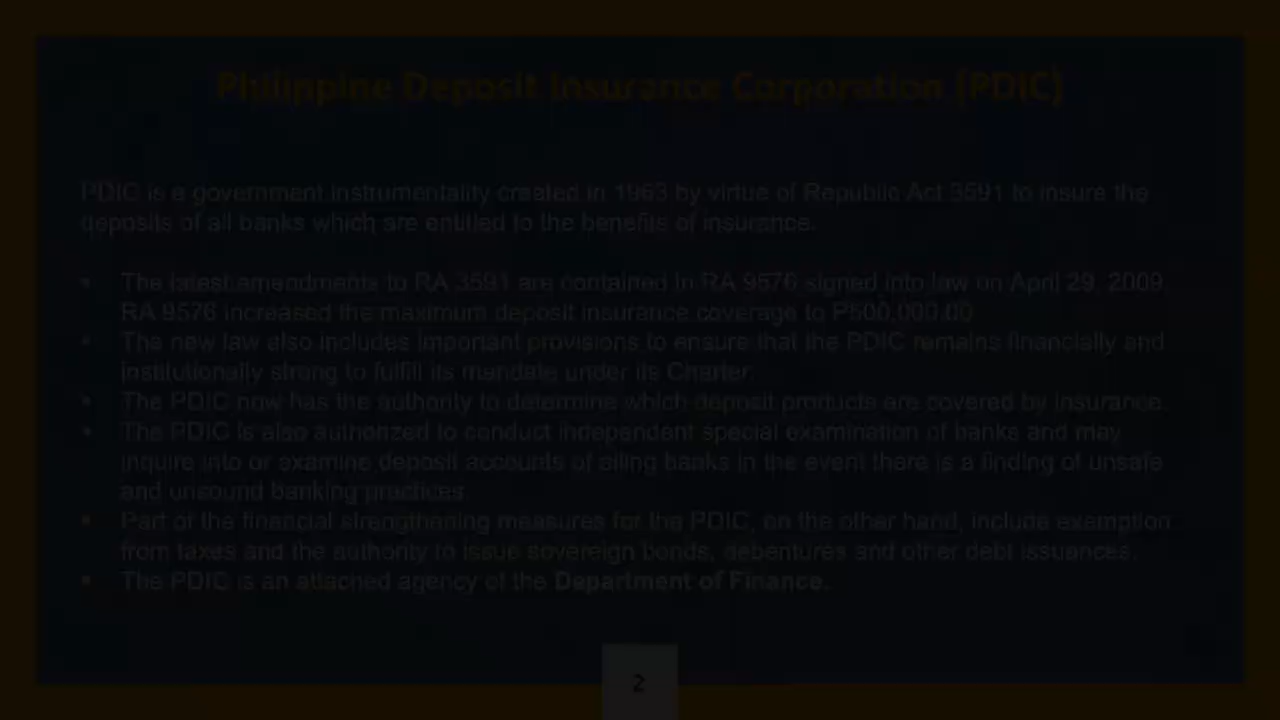 Philippine Deposit Insurance Corporation (PDIC)
PDIC is a government instrumentality created in 1963 by virtue of Republic Act 3591 to insure the
deposits of all banks which are entitled to the benefits of insurance.
• The latest amendments to RA 3591 are contained in RA 9576 signed into law on April 29, 2009.
RA 9576 increased the maximum deposit insurance coverage to P500,000.00
• The new law also includes important provisions to ensure that the PDIC remains financially and
institutionally strong to fulfill its mandate under its Charter.
• The PDIC now has the authority to determine which deposit products are covered by insurance.
• The PDIC is also authorized to conduct independent special examination of banks and may
inquire into or examine deposit accounts of ailing banks in the event there is a finding of unsafe
and unsound banking practices.
• Part of the financial strengthening measures for the PDIC, on the other hand, include exemption
from taxes and the authority to issue sovereign bonds, debentures and other debt issuances.
• The PDIC is an attached agency of the Department of Finance.
2